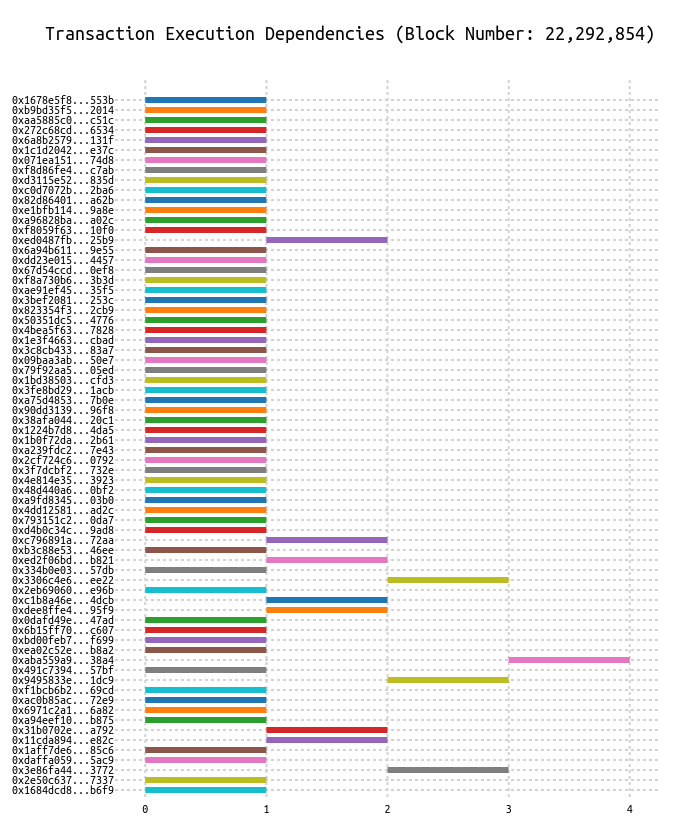 Transaction Execution Dependencies (Block Number: 22,292,854)
0x1678e5f8...553b
0xb9bd35f5...2014
0xaa5885c0...c51c
0x272c68cd...6534
0x6a8b2579...131f
0x1c1d2042...e37c
0x071ea151...74d8
0xf8d86fe4...c7ab
0xd3115e52...835d
0xc0d7072b...2ba6
0x82d86401...a62b
0xe1bfb114...9a8e
0xa96828ba...a02c
0xf8059f63...10f0
0xed0487fb...25b9
0x6a94b611...9e55
0xdd23e015...4457
0x67d54ccd...0ef8
0xf8a730b6...3b3d
0xae91ef45...35f5
0x3bef2081...253c
0x823354f3...2cb9
0x50351dc5...4776
0x4bea5f63...7828
0x1e3f4663...cbad
0x3c8cb433...83a7
0x09baa3ab...50e7
0x79f92aa5...05ed
0x1bd38503...cfd3
0x3fe8bd29...1acb
0xa75d4853...7b0e
0x90dd3139...96f8
0x38afa044...20c1
0x1224b7d8...4da5
0x1b0f72da...2b61
0xa239fdc2...7e43
0x2cf724c6...0792
0x3f7dcbf2...732e
0x4e814e35...3923
0x48d440a6...0bf2
0xa9fd8345...03b0
0x4dd12581...ad2c
0x793151c2...0da7
0xd4b0c34c...9ad8
0xc796891a...72aa
0xb3c88e53...46ee
0xed2f06bd...b821
0x334b0e03...57db
0x3306c4e6...ee22
0x2eb69060...e96b
0xc1b8a46e...4dcb
0xdee8ffe4...95f9
0x0dafd49e...47ad
0x6b15ff70...c607
0xbd00feb7...f699
0xea02c52e...b8a2
0xaba559a9...38a4
0x491c7394...57bf
0x9495833e...1dc9
0xf1bcb6b2...69cd
0xac0b85ac...72e9
0x6971c2a1...6a82
0xa94eef10...b875
0x31b0702e...a792
0x11cda894...e82c
0x1aff7de6...85c6
0xdaffa059...5ac9
0x3e86fa44...3772
0x2e50c637...7337
0x1684dcd8...b6f9
0 1 2 3 4